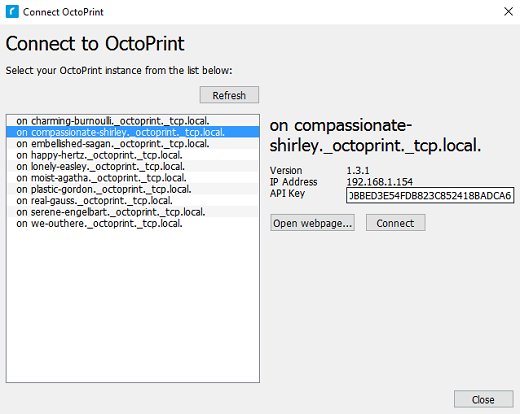 Connect OctoPrint
Connect to OctoPrint
Select your OctoPrint instance from the list below:
Refresh
on charming-burnoulli._octoprint._tcp.local.
on compassionate-shirley._octoprint._tcp.local.
on embellished-sagan._octoprint._tcp.local.
on happy-hertz._octoprint._tcp.local.
on lonely-easley._octoprint._tcp.local.
on moist-agatha._octoprint._tcp.local.
on plastic-gordon._octoprint._tcp.local.
on real-gauss._octoprint._tcp.local.
on serene-engelbart._octoprint._tcp.local.
on we-outhere._octoprint._tcp.local.
on compassionate-
shirley._octoprint._tcp.local.
Version 1.3.1
IP Address 192.168.1.154
API Key 0BBED3E54FDB823C852418BADCA6
Open webpage... Connect
Close